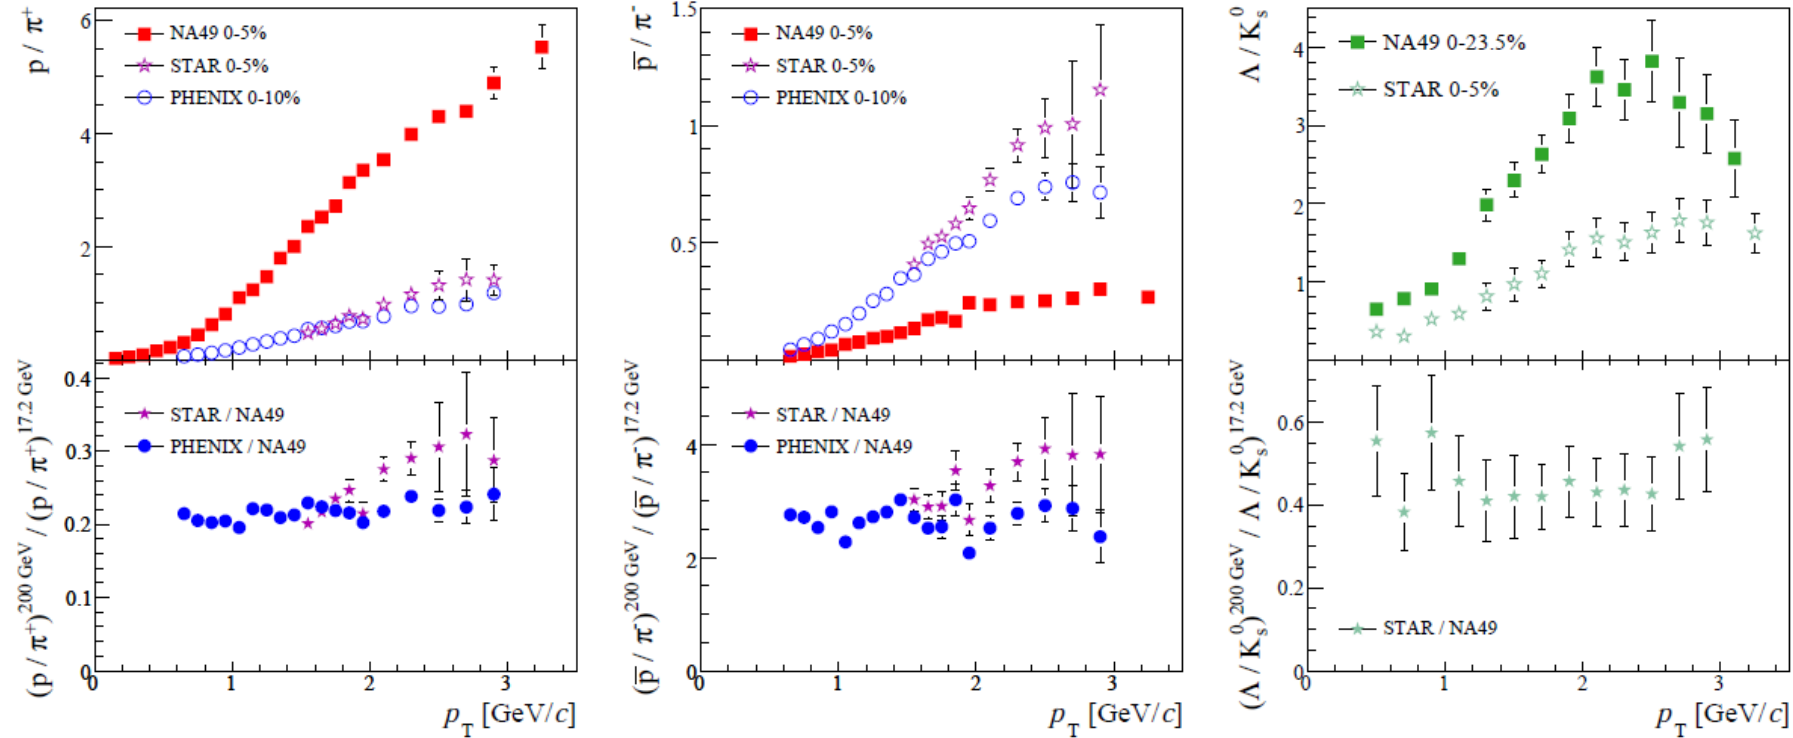 p / π⁺
6
4
2
NA49 0-5%
STAR 0-5%
PHENIX 0-10%
(p / π⁺)²⁰⁰ ᴳᵉⱽ / (p / π⁺)¹⁷·² ᴳᵉⱽ
0.4
0.3
0.2
0.1
0
STAR / NA49
PHENIX / NA49
0 1 2 3
p_T [GeV/c]
p̅ / π⁻
1.5
1
0.5
NA49 0-5%
STAR 0-5%
PHENIX 0-10%
(p̅ / π⁻)²⁰⁰ ᴳᵉⱽ / (p̅ / π⁻)¹⁷·² ᴳᵉⱽ
4
2
0
STAR / NA49
PHENIX / NA49
0 1 2 3
p_T [GeV/c]
Λ / K⁰ₛ
4
3
2
1
NA49 0-23.5%
STAR 0-5%
(Λ / K⁰ₛ)²⁰⁰ ᴳᵉⱽ / Λ / K⁰ₛ)¹⁷·² ᴳᵉⱽ
0.6
0.4
0.2
0
STAR / NA49
0 1 2 3
p_T [GeV/c]